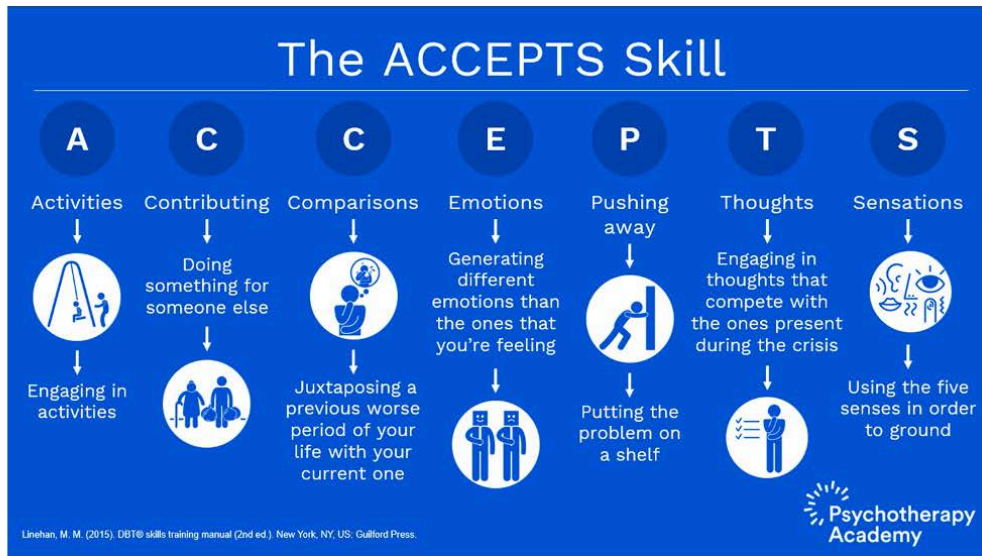 The ACCEPTS Skill
A
Activities
Engaging in
activities
C
Contributing
Doing
something for
someone else
C
Comparisons
Juxtaposing a
previous worse
period of your
life with your
current one
E
Emotions
Generating
different
emotions than
the ones that
you're feeling
P
Pushing
away
Putting the
problem on
a shelf
T
Thoughts
Engaging in
thoughts that
compete with
the ones present
during the crisis
S
Sensations
Using the five
senses in order
to ground
Linehan, M. M. (2015). DBT® skills training manual (2nd ed.). New York, NY, US: Guilford Press.
Psychotherapy
Academy